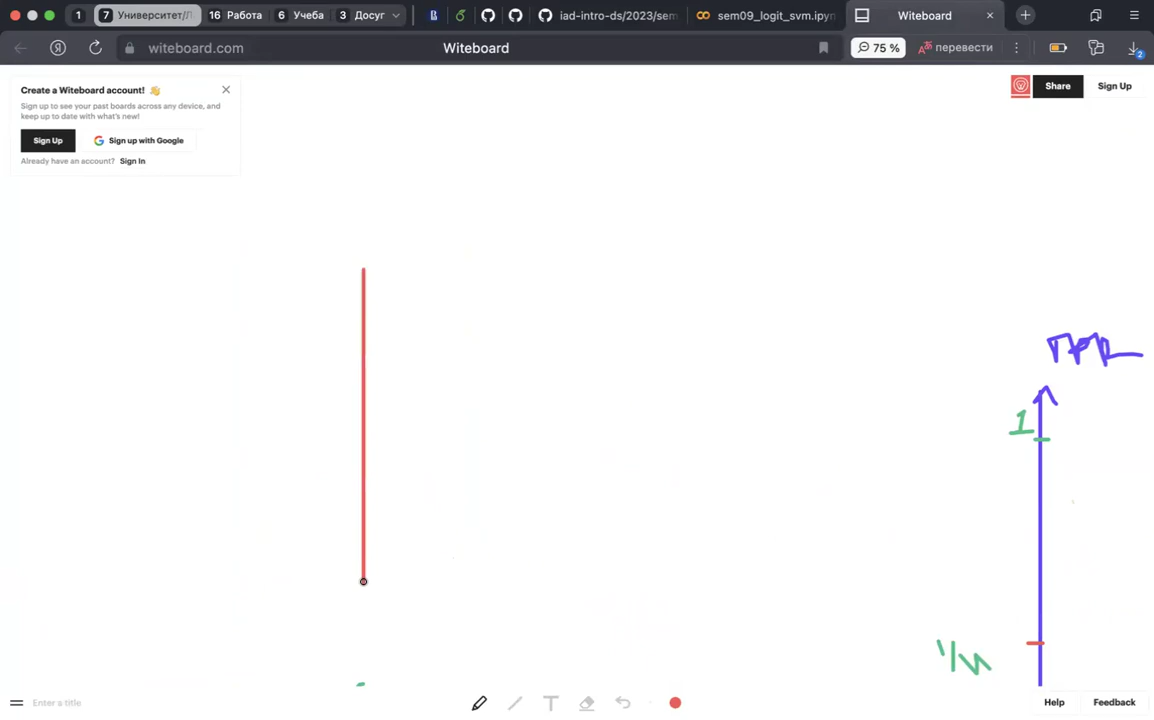 1
7
Университет/Л
16 Работа
6 Учеба
3 Досуг
iad-intro-ds/2023/sem
sem09_logit_svm.ipyn
Witeboard
witeboard.com
Witeboard
75 %
перевести
2
Create a Witeboard account! 👋
Sign up to see your past boards across any device, and
keep up to date with what's new!
Sign Up
Sign up with Google
Already have an account? Sign In
Share
Sign Up
TPR
1
1/M
Enter a title
T
Help
Feedback